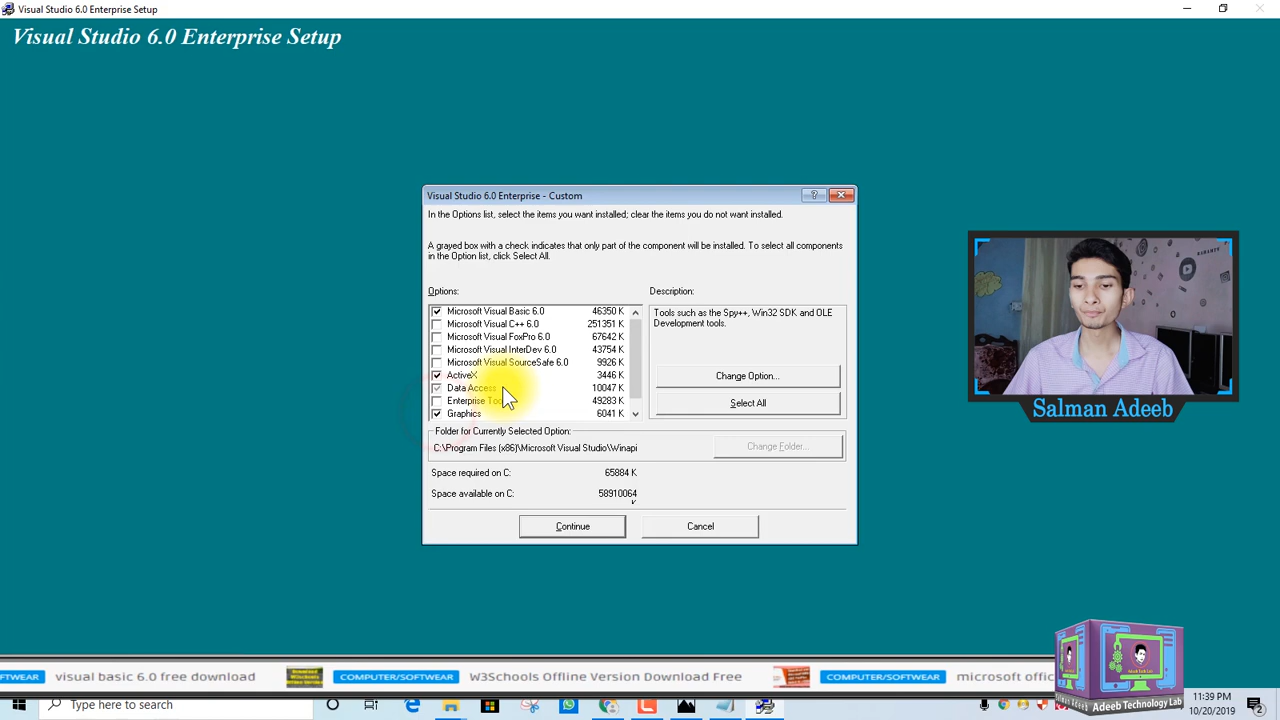 Visual Studio 6.0 Enterprise Setup
Visual Studio 6.0 Enterprise Setup
Visual Studio 6.0 Enterprise - Custom
In the Options list, select the items you want installed; clear the items you do not want installed.
A grayed box with a check indicates that only part of the component will be installed. To select all components
in the Option list, click Select All.
Options:
Microsoft Visual Basic 6.0 46350 K
Microsoft Visual C++ 6.0 251351 K
Microsoft Visual FoxPro 6.0 67642 K
Microsoft Visual InterDev 6.0 43754 K
Microsoft Visual SourceSafe 6.0 9926 K
ActiveX 3446 K
Data Access 10047 K
Enterprise 49283 K
Graphics 6041 K
Description:
Tools such as the Spy++, Win32 SDK and OLE
Development tools.
Change Option...
Select All
Folder for Currently Selected Option:
C:\Program Files (x86)\Microsoft Visual Studio\Winapi
Change Folder...
Space required on C: 65884 K
Space available on C: 58910064
Continue
Cancel
Salman Adeeb
visual basic 6.0 free download
COMPUTER/SOFTWEAR
W3Schools Offline Version Download Free
COMPUTER/SOFTWEAR
Adeeb Technology Lab
Type here to search
11:39 PM
10/20/2019
2